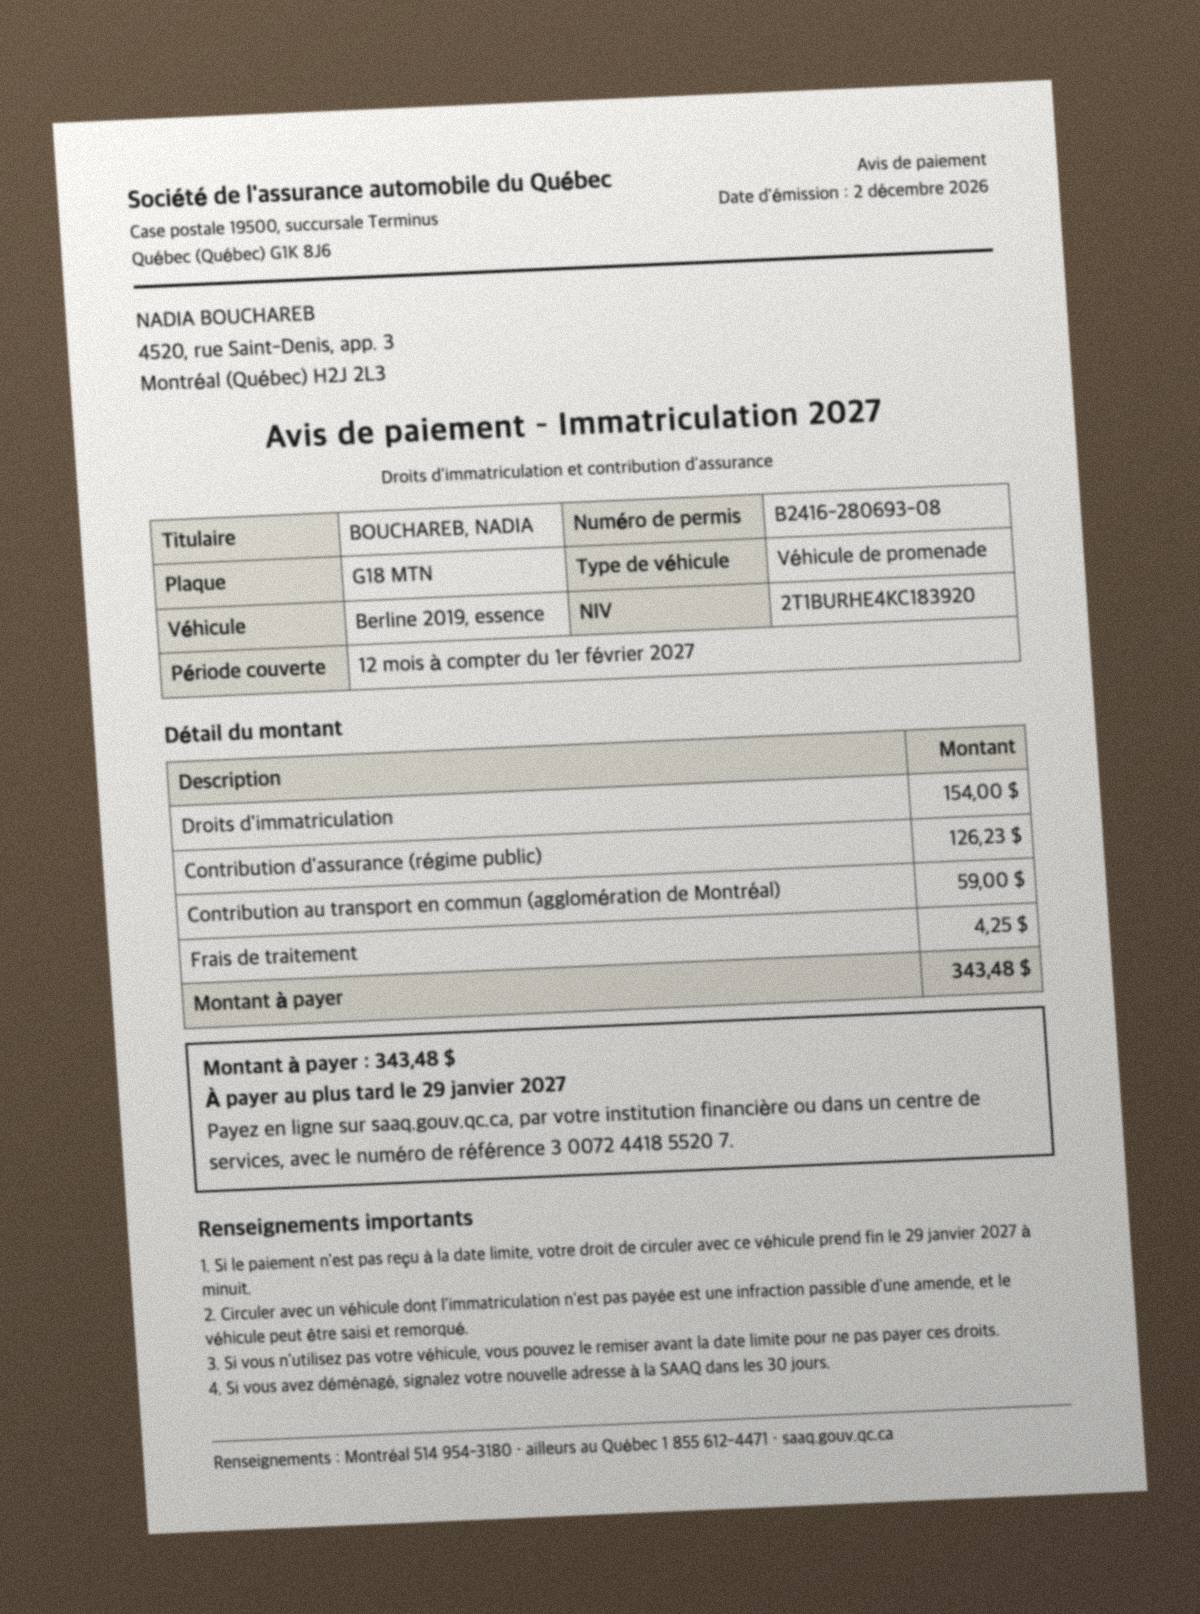 Société de l'assurance automobile du Québec
Case postale 19500, succursale Terminus
Québec (Québec) G1K 8J6
Avis de paiement
Date d'émission : 2 décembre 2026
NADIA BOUCHAREB
4520, rue Saint-Denis, app. 3
Montréal (Québec) H2J 2L3
Avis de paiement - Immatriculation 2027
Droits d'immatriculation et contribution d'assurance
Titulaire BOUCHAREB, NADIA Numéro de permis B2416-280693-08
Plaque G18 MTN Type de véhicule Véhicule de promenade
Véhicule Berline 2019, essence NIV 2T1BURHE4KC183920
Période couverte 12 mois à compter du 1er février 2027
Détail du montant
Description Montant
Droits d'immatriculation 154,00 $
Contribution d'assurance (régime public) 126,23 $
Contribution au transport en commun (agglomération de Montréal) 59,00 $
Frais de traitement 4,25 $
Montant à payer 343,48 $
Montant à payer : 343,48 $
À payer au plus tard le 29 janvier 2027
Payez en ligne sur saaq.gouv.qc.ca, par votre institution financière ou dans un centre de
services, avec le numéro de référence 3 0072 4418 5520 7.
Renseignements importants
1. Si le paiement n'est pas reçu à la date limite, votre droit de circuler avec ce véhicule prend fin le 29 janvier 2027 à
minuit.
2. Circuler avec un véhicule dont l'immatriculation n'est pas payée est une infraction passible d'une amende, et le
véhicule peut être saisi et remorqué.
3. Si vous n'utilisez pas votre véhicule, vous pouvez le remiser avant la date limite pour ne pas payer ces droits.
4. Si vous avez déménagé, signalez votre nouvelle adresse à la SAAQ dans les 30 jours.
Renseignements : Montréal 514 954-3180 · ailleurs au Québec 1 855 612-4471 · saaq.gouv.qc.ca